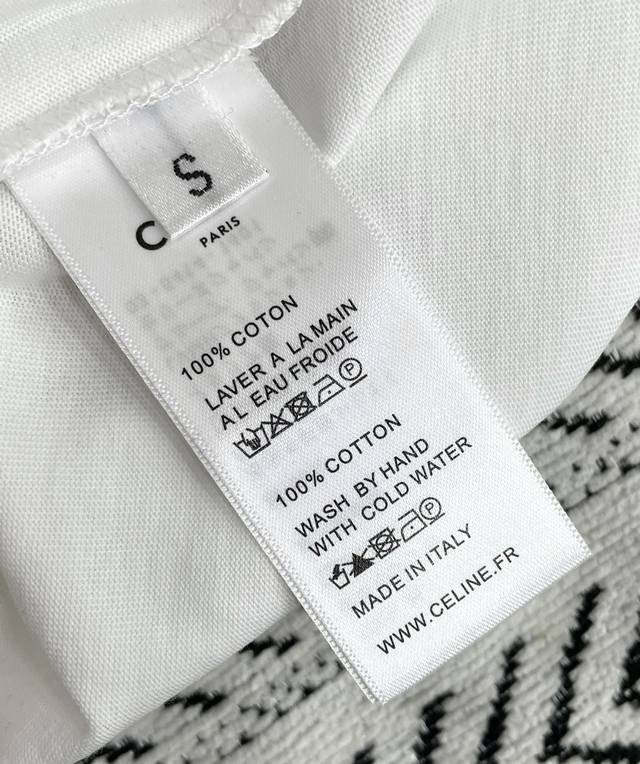 S
C
PARIS
100% COTON
LAVER A LA MAIN
A L EAU FROIDE
P
100% COTTON
WASH BY HAND
WITH COLD WATER
P
MADE IN ITALY
WWW.CELINE.FR